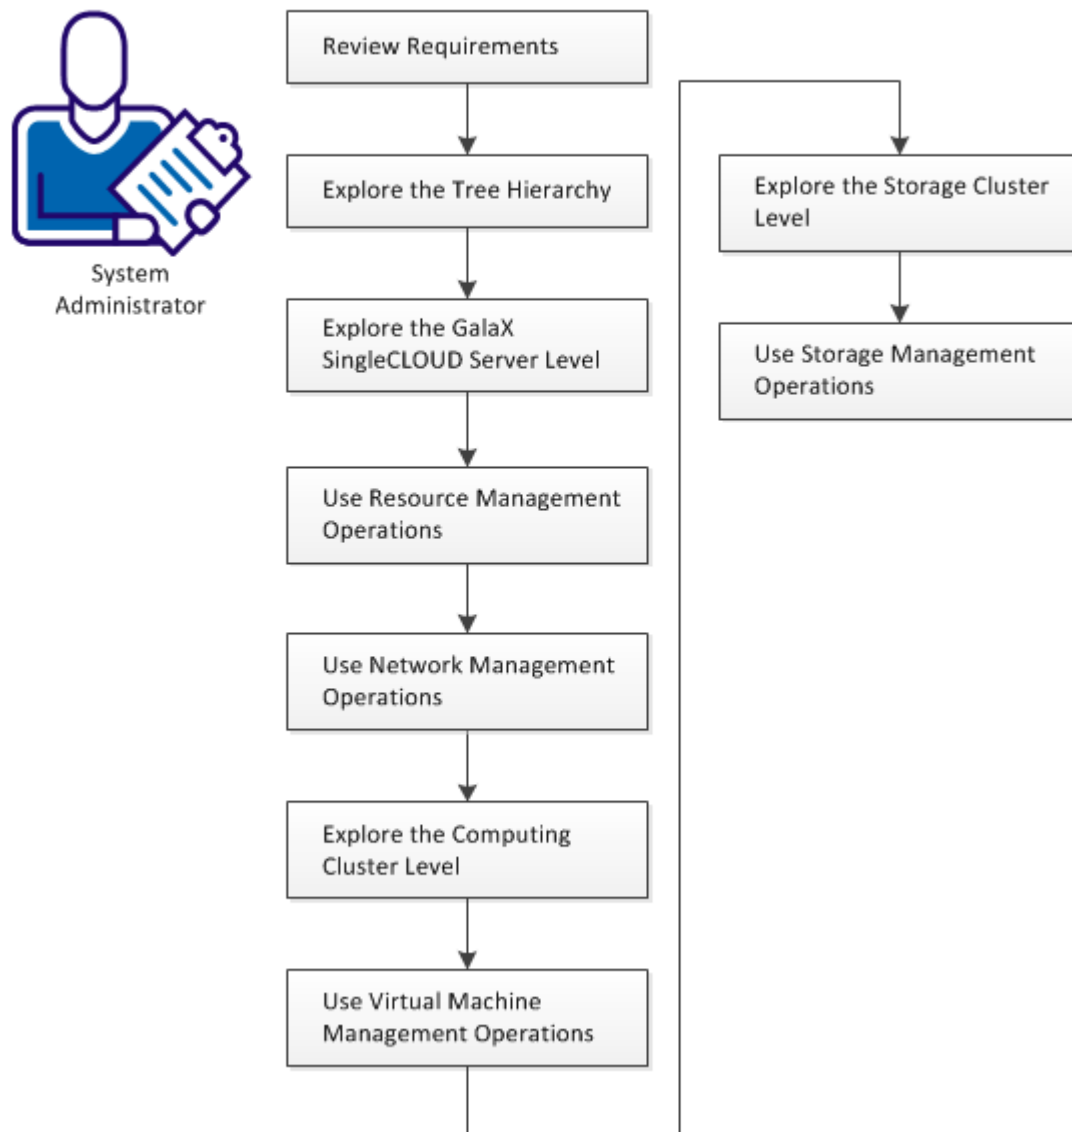 System
Administrator
Review Requirements
Explore the Tree Hierarchy
Explore the GalaX
SingleCLOUD Server Level
Use Resource Management
Operations
Use Network Management
Operations
Explore the Computing
Cluster Level
Use Virtual Machine
Management Operations
Explore the Storage Cluster
Level
Use Storage Management
Operations